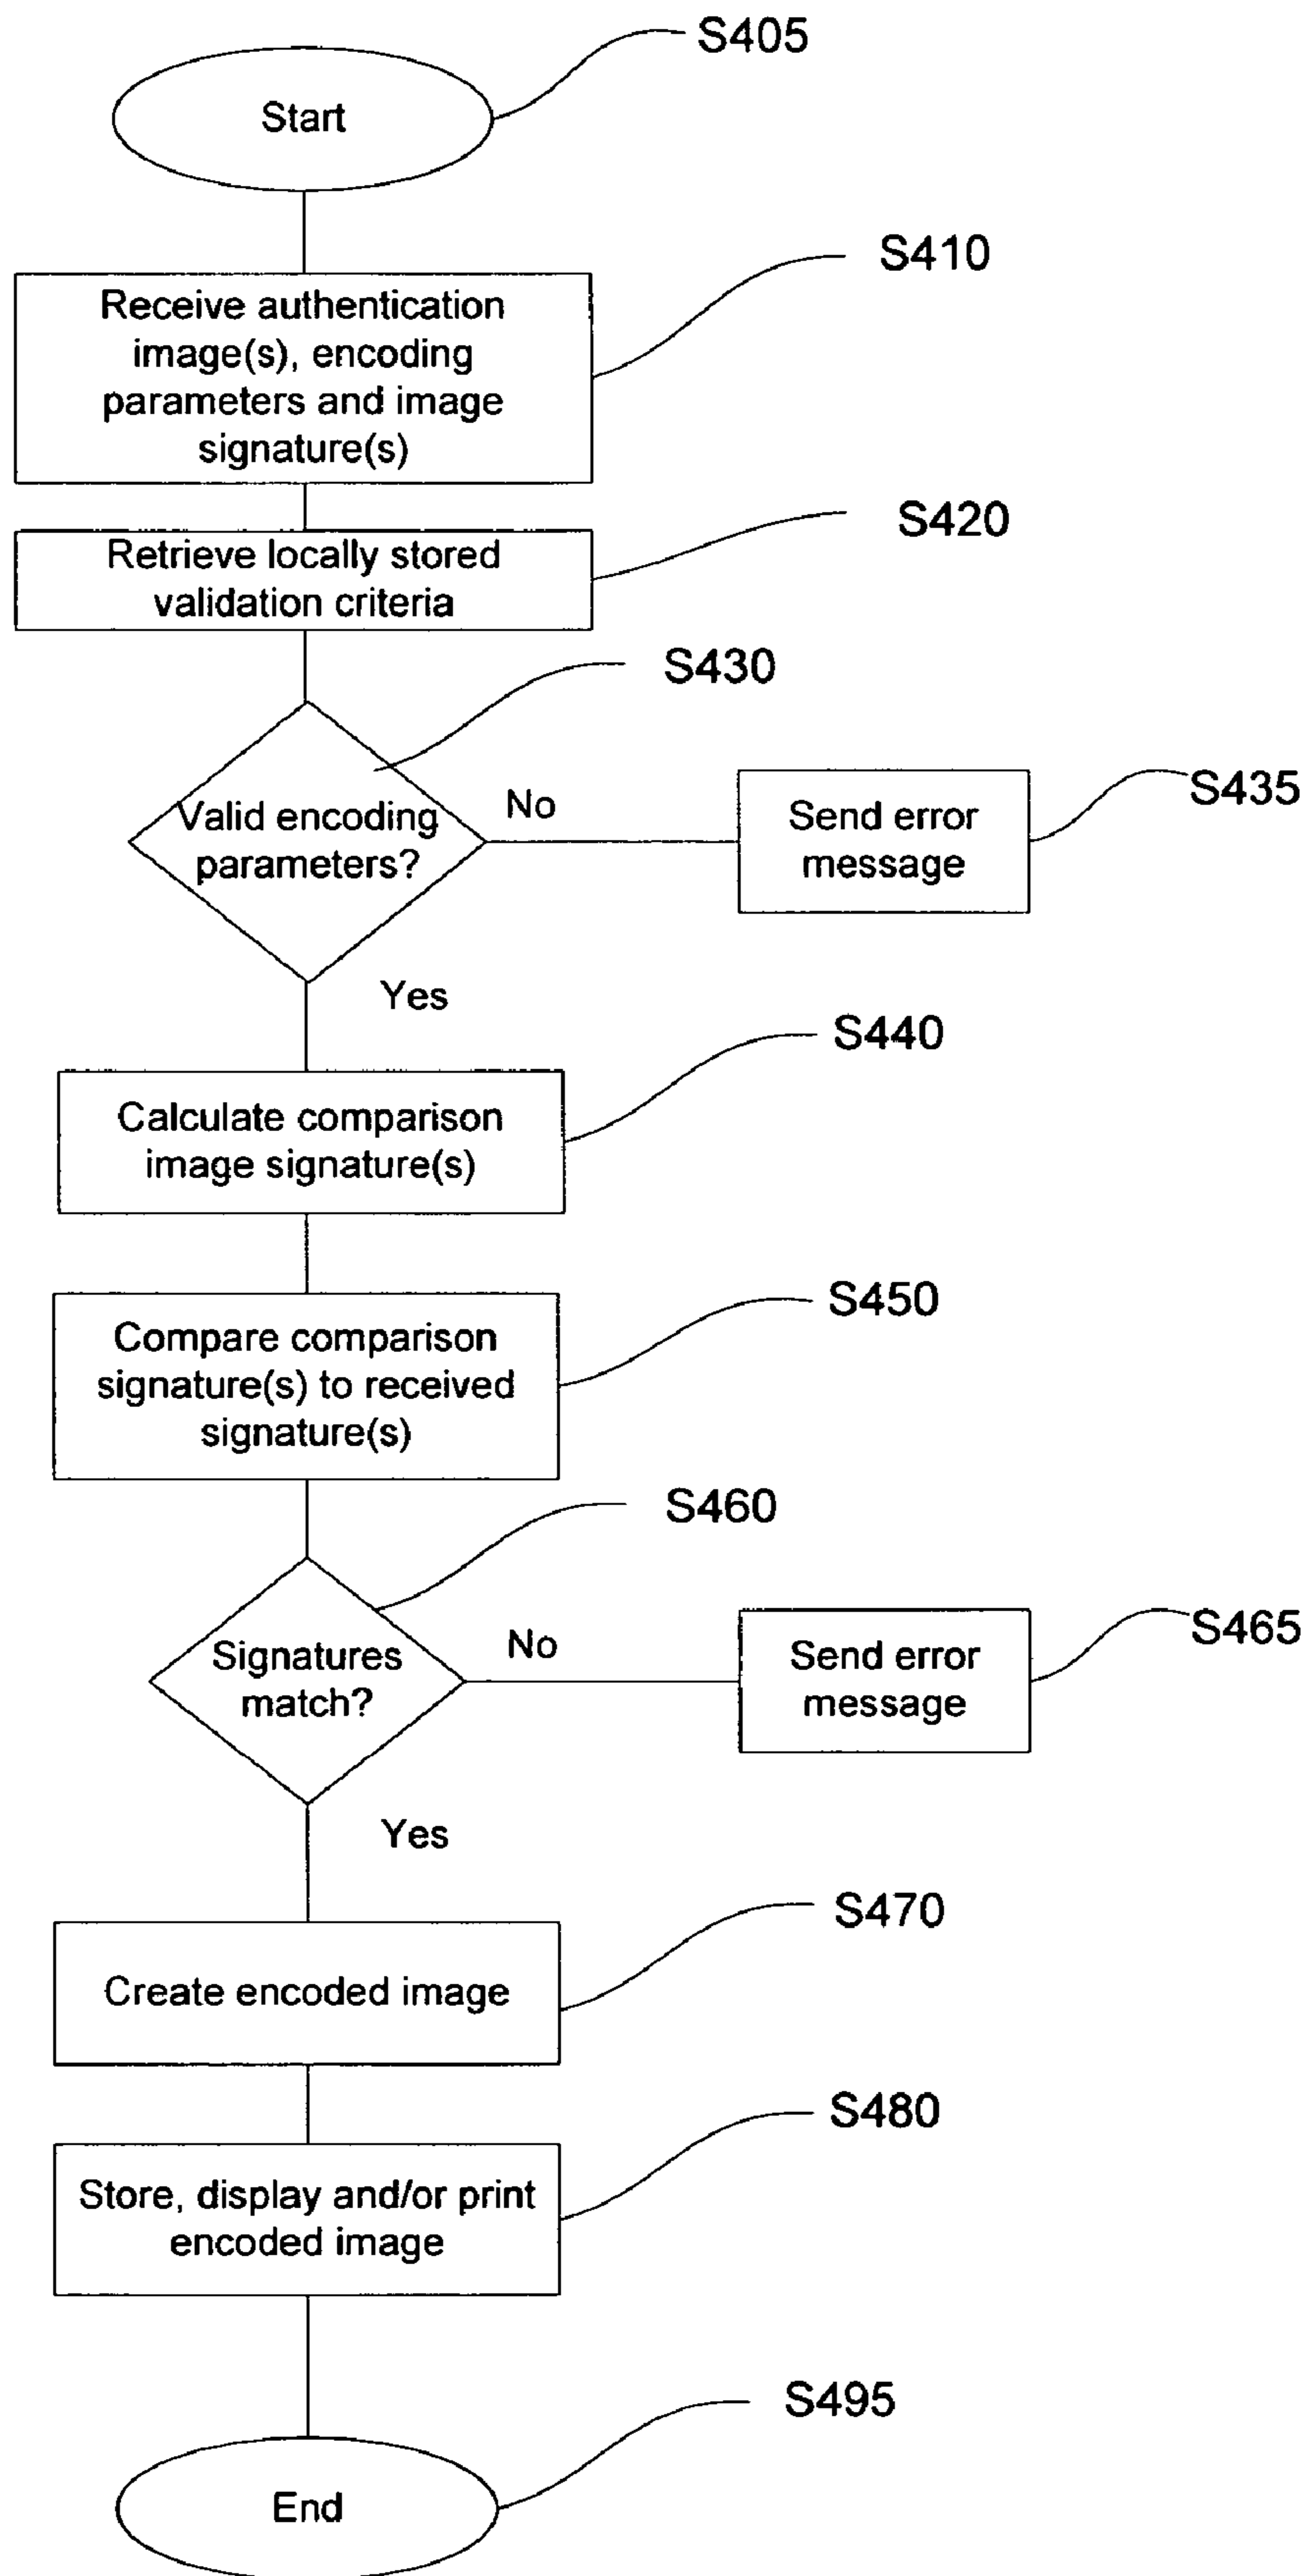 S405
Start
S410
Receive authentication
image(s), encoding
parameters and image
signature(s)
S420
Retrieve locally stored
validation criteria
S430
Valid encoding
parameters?
No
Send error
message
S435
Yes
S440
Calculate comparison
image signature(s)
S450
Compare comparison
signature(s) to received
signature(s)
S460
Signatures
match?
No
Send error
message
S465
Yes
S470
Create encoded image
S480
Store, display and/or print
encoded image
S495
End